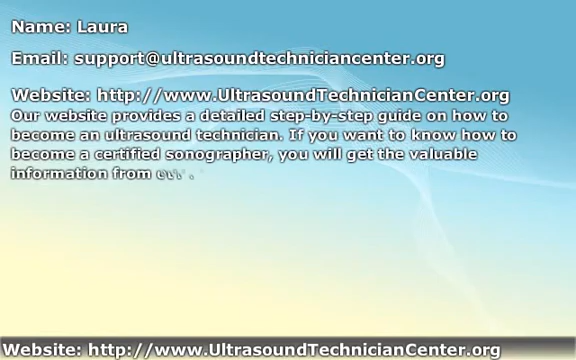 Name: Laura
Email: support@ultrasoundtechniciancenter.org
Website: http://www.UltrasoundTechnicianCenter.org
Our website provides a detailed step-by-step guide on how to
become an ultrasound technician. If you want to know how to
become a certified sonographer, you will get the valuable
information from
Website: http://www.UltrasoundTechnicianCenter.org